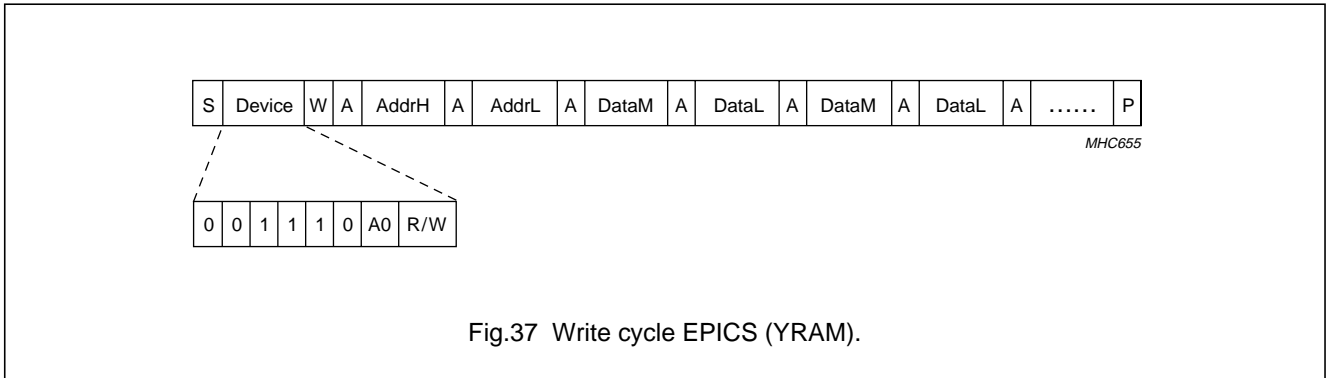 S Device W A AddrH A AddrL A DataM A DataL A DataM A DataL A ...... P
MHC655
0 0 1 1 1 0 A0 R/W
Fig.37 Write cycle EPICS (YRAM).